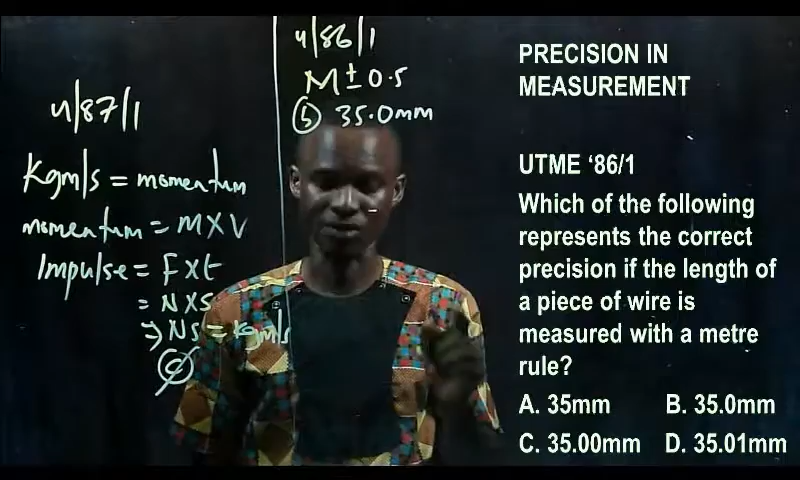 u/87/1
Kgm/s = momentum
momentum = M X V
Impulse = F x t
= N X S
=> Ns = kgm/s
(c)
u/86/1
M ± 0.5
(b) 35.0mm
PRECISION IN
MEASUREMENT
UTME ‘86/1
Which of the following
represents the correct
precision if the length of
a piece of wire is
measured with a metre
rule?
A. 35mm B. 35.0mm
C. 35.00mm D. 35.01mm